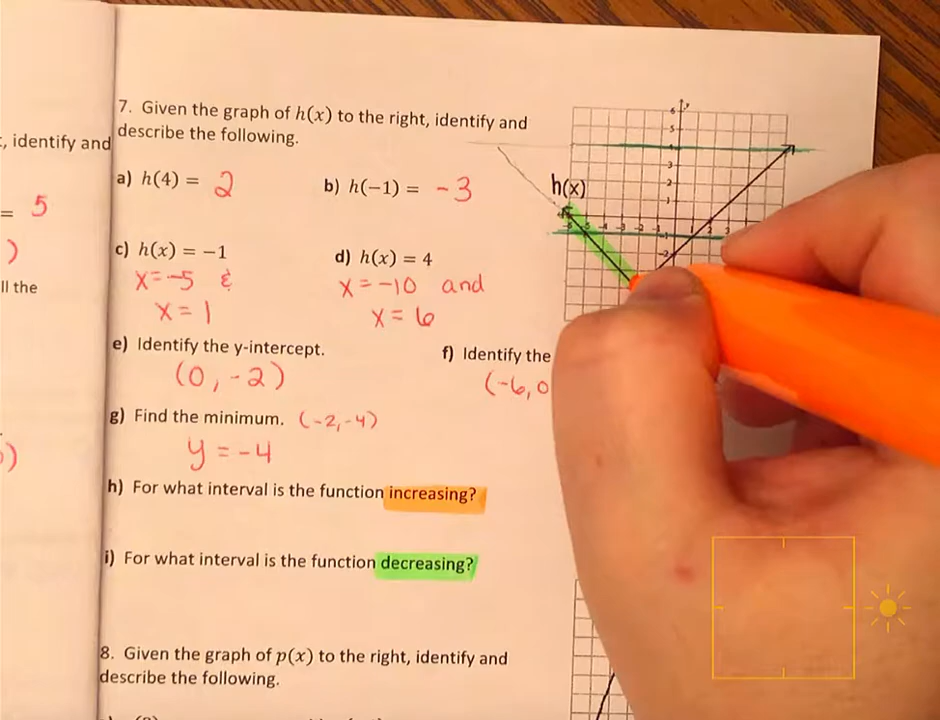 7. Given the graph of h(x) to the right, identify and
describe the following.
, identify and
a) h(4) = 2
b) h(−1) = -3
h(x)
= 5
)
c) h(x) = −1
d) h(x) = 4
x=-5 &
x = 1
x = -10 and
x = 6
ll the
e) Identify the y-intercept.
(0, -2)
f) Identify the
(-6,0
g) Find the minimum. (-2,-4)
y = -4
)
h) For what interval is the function increasing?
i) For what interval is the function decreasing?
8. Given the graph of p(x) to the right, identify and
describe the following.